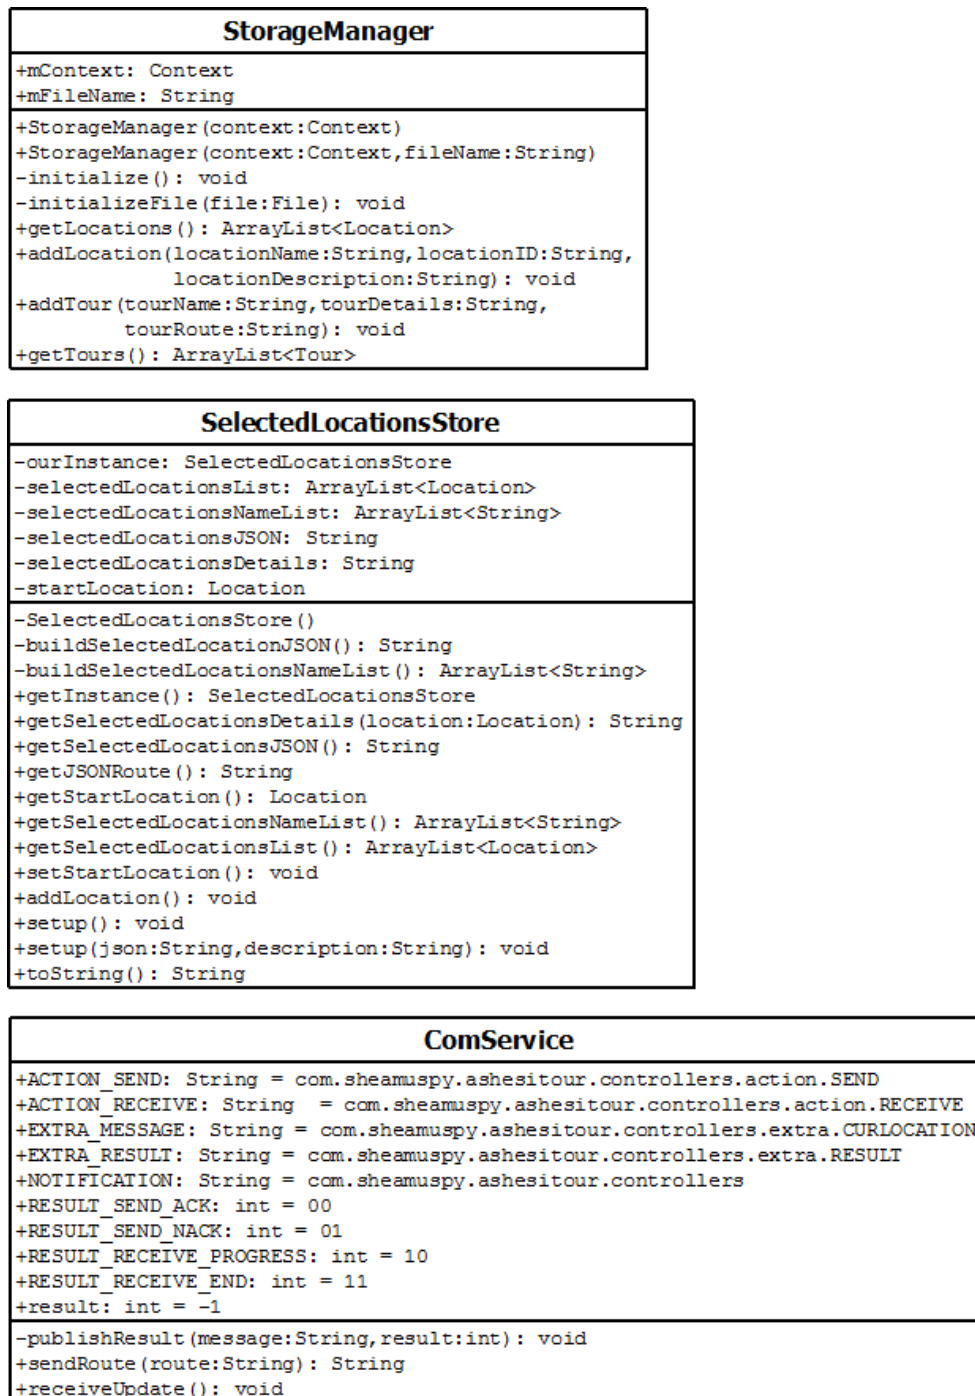 StorageManager
+mContext: Context
+mFileName: String
+StorageManager(context:Context)
+StorageManager(context:Context,fileName:String)
-initialize(): void
-initializeFile(file:File): void
+getLocations(): ArrayList<Location>
+addLocation(locationName:String,locationID:String,
locationDescription:String): void
+addTour(tourName:String,tourDetails:String,
tourRoute:String): void
+getTours(): ArrayList<Tour>
SelectedLocationsStore
-ourInstance: SelectedLocationsStore
-selectedLocationsList: ArrayList<Location>
-selectedLocationsNameList: ArrayList<String>
-selectedLocationsJSON: String
-selectedLocationsDetails: String
-startLocation: Location
-SelectedLocationsStore()
-buildSelectedLocationJSON(): String
-buildSelectedLocationsNameList(): ArrayList<String>
+getInstance(): SelectedLocationsStore
+getSelectedLocationsDetails(location:Location): String
+getSelectedLocationsJSON(): String
+getJSONRoute(): String
+getStartLocation(): Location
+getSelectedLocationsNameList(): ArrayList<String>
+getSelectedLocationsList(): ArrayList<Location>
+setStartLocation(): void
+addLocation(): void
+setup(): void
+setup(json:String,description:String): void
+toString(): String
ComService
+ACTION_SEND: String = com.sheamuspy.ashesitour.controllers.action.SEND
+ACTION_RECEIVE: String = com.sheamuspy.ashesitour.controllers.action.RECEIVE
+EXTRA_MESSAGE: String = com.sheamuspy.ashesitour.controllers.extra.CURLOCATION
+EXTRA_RESULT: String = com.sheamuspy.ashesitour.controllers.extra.RESULT
+NOTIFICATION: String = com.sheamuspy.ashesitour.controllers
+RESULT_SEND_ACK: int = 00
+RESULT_SEND_NACK: int = 01
+RESULT_RECEIVE_PROGRESS: int = 10
+RESULT_RECEIVE_END: int = 11
+result: int = -1
-publishResult(message:String,result:int): void
+sendRoute(route:String): String
+receiveUpdate(): void